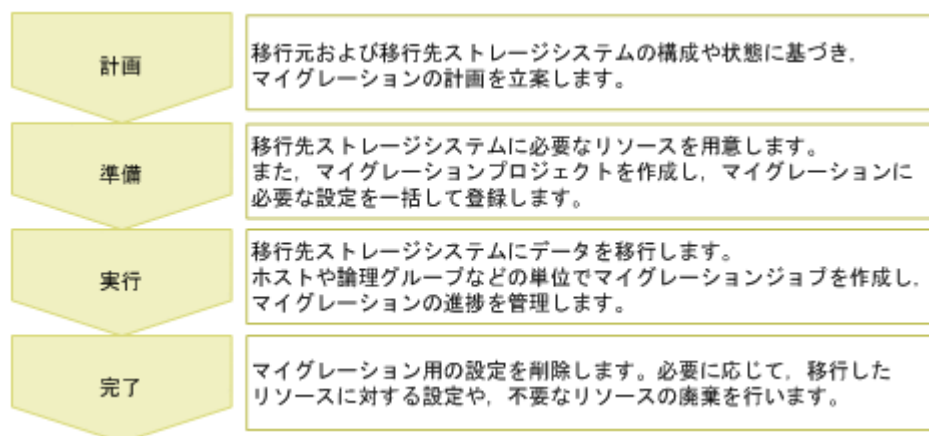 計画
移行元および移行先ストレージシステムの構成や状態に基づき，
マイグレーションの計画を立案します。
準備
移行先ストレージシステムに必要なリソースを用意します。
また，マイグレーションプロジェクトを作成し，マイグレーションに
必要な設定を一括して登録します。
実行
移行先ストレージシステムにデータを移行します。
ホストや論理グループなどの単位でマイグレーションジョブを作成し，
マイグレーションの進捗を管理します。
完了
マイグレーション用の設定を削除します。必要に応じて，移行した
リソースに対する設定や，不要なリソースの廃棄を行います。